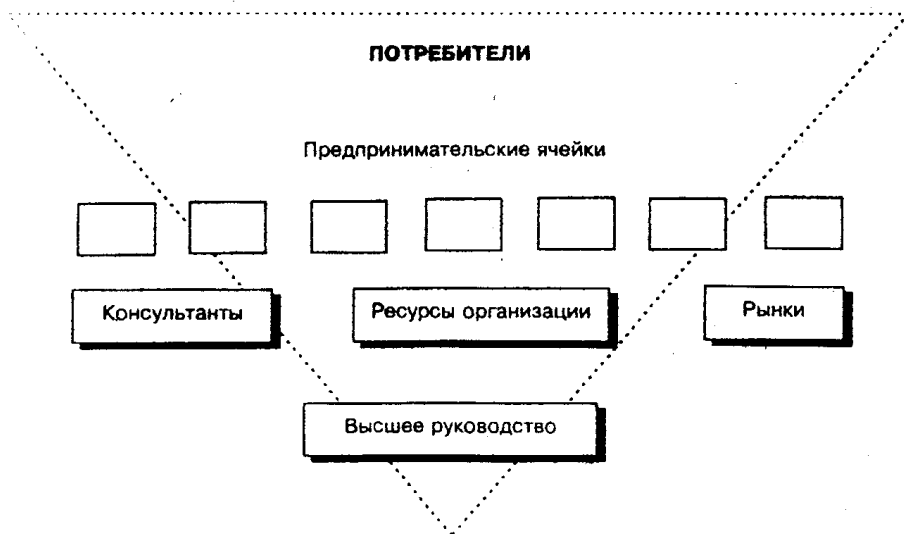 ПОТРЕБИТЕЛИ
Предпринимательские ячейки
Консультанты
Ресурсы организации
Рынки
Высшее руководство